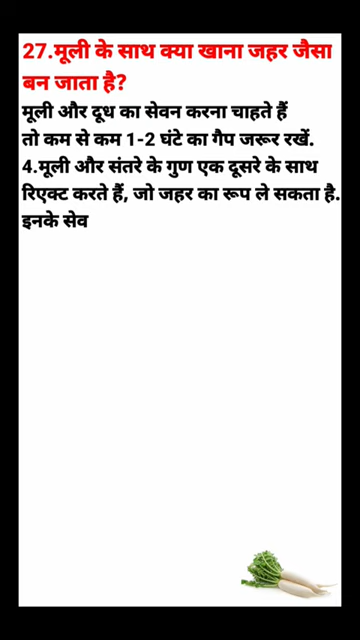 27.मूली के साथ क्या खाना जहर जैसा
बन जाता है?
मूली और दूध का सेवन करना चाहते हैं
तो कम से कम 1-2 घंटे का गैप जरूर रखें.
4.मूली और संतरे के गुण एक दूसरे के साथ
रिएक्ट करते हैं, जो जहर का रूप ले सकता है.
इनके सेव